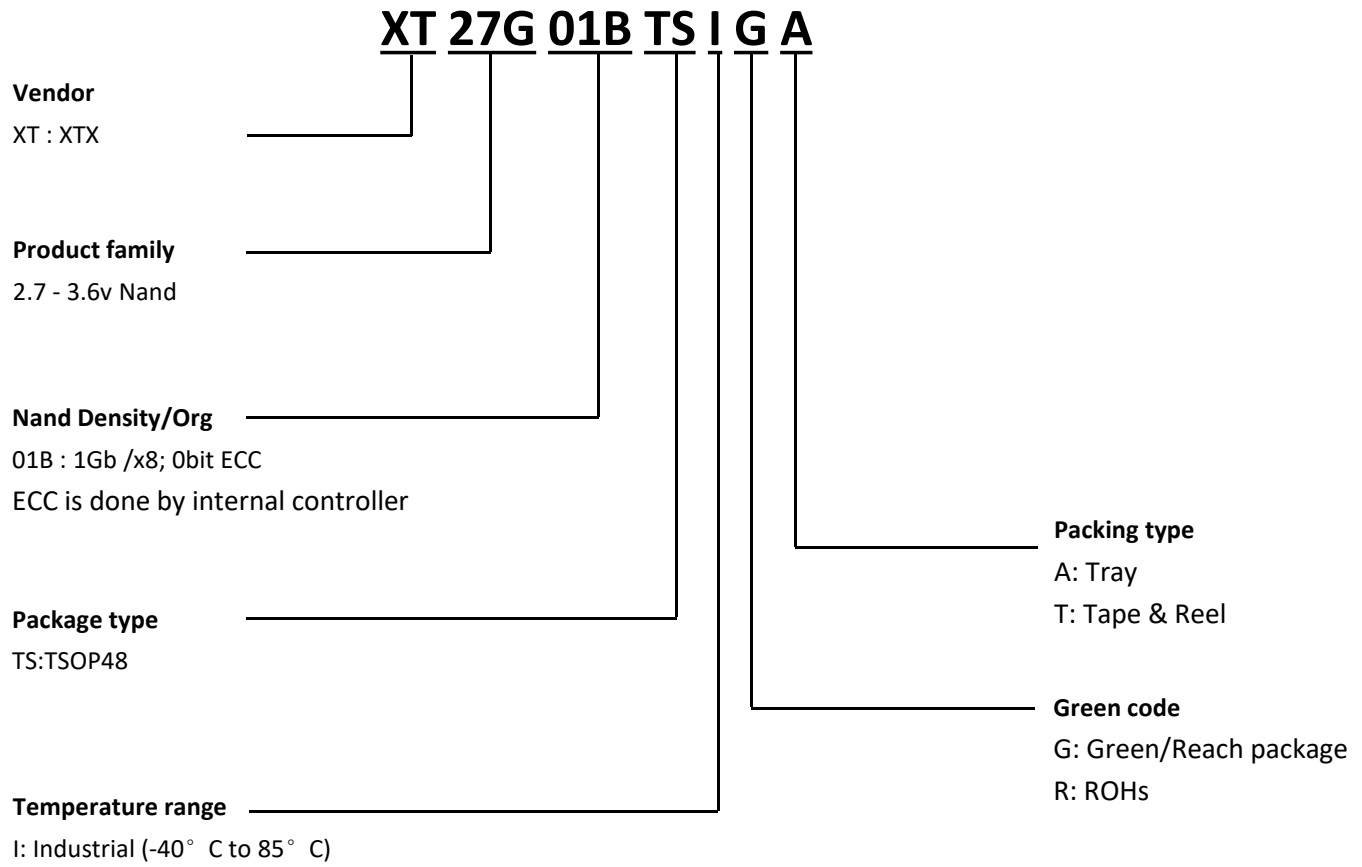 XT 27G 01B TS I G A
Vendor
XT : XTX
Product family
2.7 - 3.6v Nand
Nand Density/Org
01B : 1Gb /x8; 0bit ECC
ECC is done by internal controller
Package type
TS:TSOP48
Temperature range
I: Industrial (-40° C to 85° C)
Packing type
A: Tray
T: Tape & Reel
Green code
G: Green/Reach package
R: ROHs